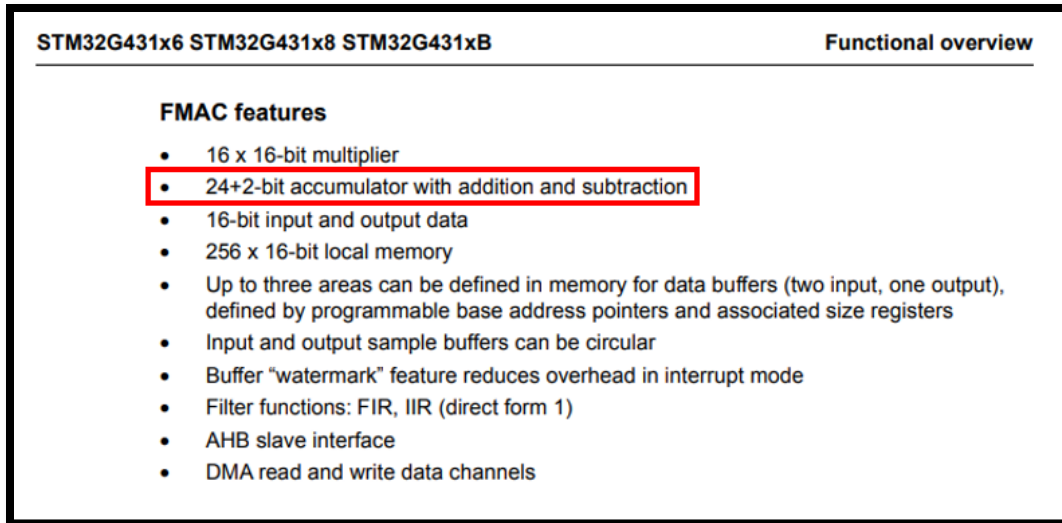 STM32G431x6 STM32G431x8 STM32G431xB Functional overview
FMAC features
• 16 x 16-bit multiplier
• 24+2-bit accumulator with addition and subtraction
• 16-bit input and output data
• 256 x 16-bit local memory
• Up to three areas can be defined in memory for data buffers (two input, one output),
defined by programmable base address pointers and associated size registers
• Input and output sample buffers can be circular
• Buffer “watermark” feature reduces overhead in interrupt mode
• Filter functions: FIR, IIR (direct form 1)
• AHB slave interface
• DMA read and write data channels